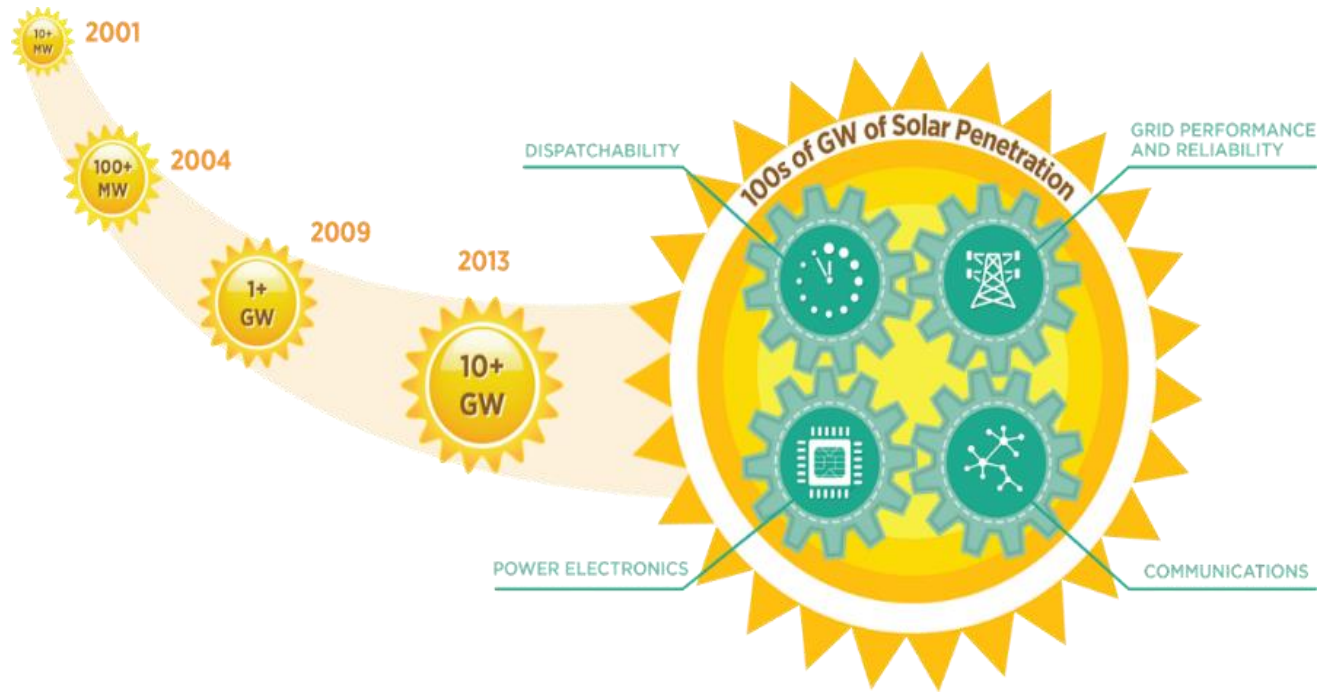 10+
MW
2001
100+
MW
2004
1+
GW
2009
10+
GW
2013
100s of GW of Solar Penetration
DISPATCHABILITY
GRID PERFORMANCE
AND RELIABILITY
POWER ELECTRONICS
COMMUNICATIONS